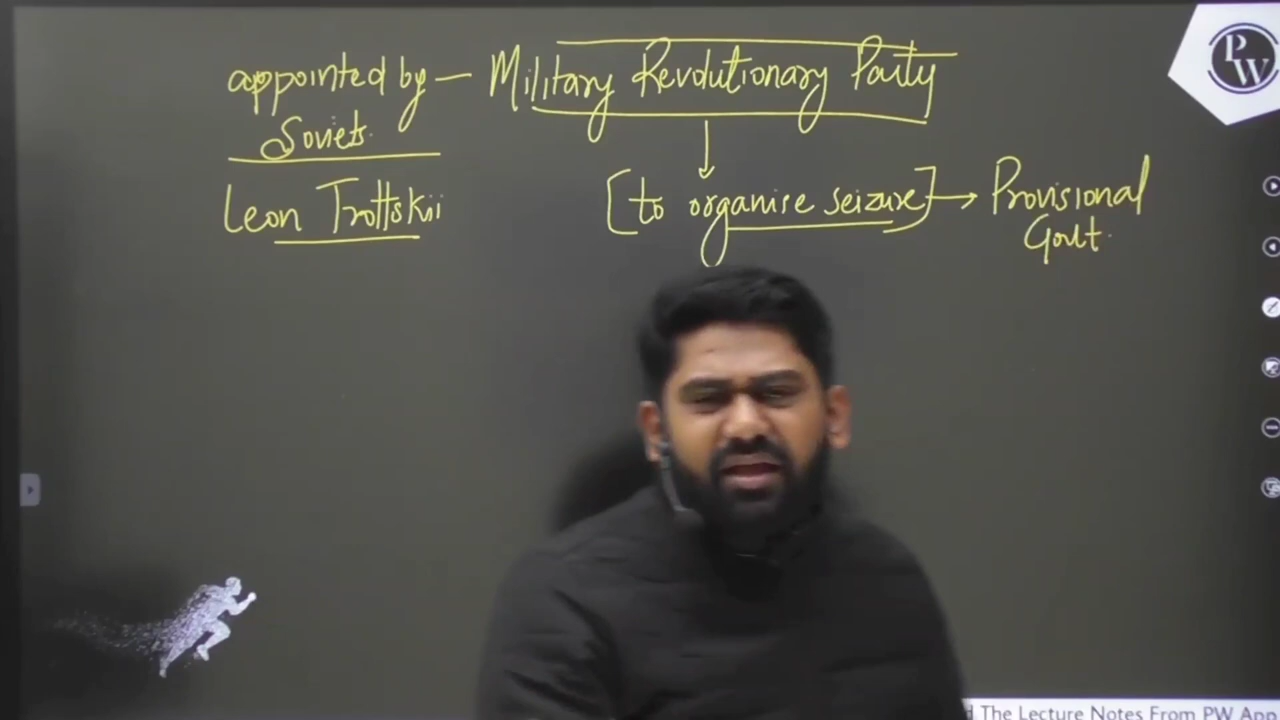 appointed by — Military Revolutionary Party
Soviets.
Leon Trottskii
[to organise seizure] → Provisional
Govt.
PW
d The Lecture Notes From PW App